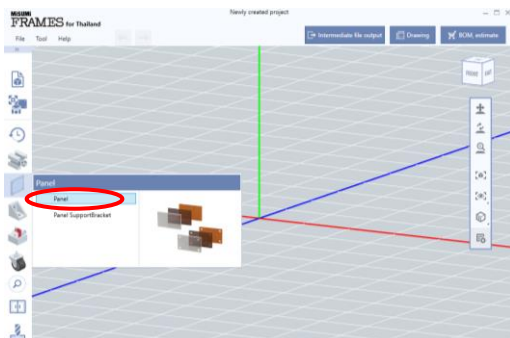 MISUMI
Newly created project
FRAMES for Thailand
File Tool Help
Intermediate file output
Drawing
BOM, estimate
Panel
Panel
Panel SupportBracket